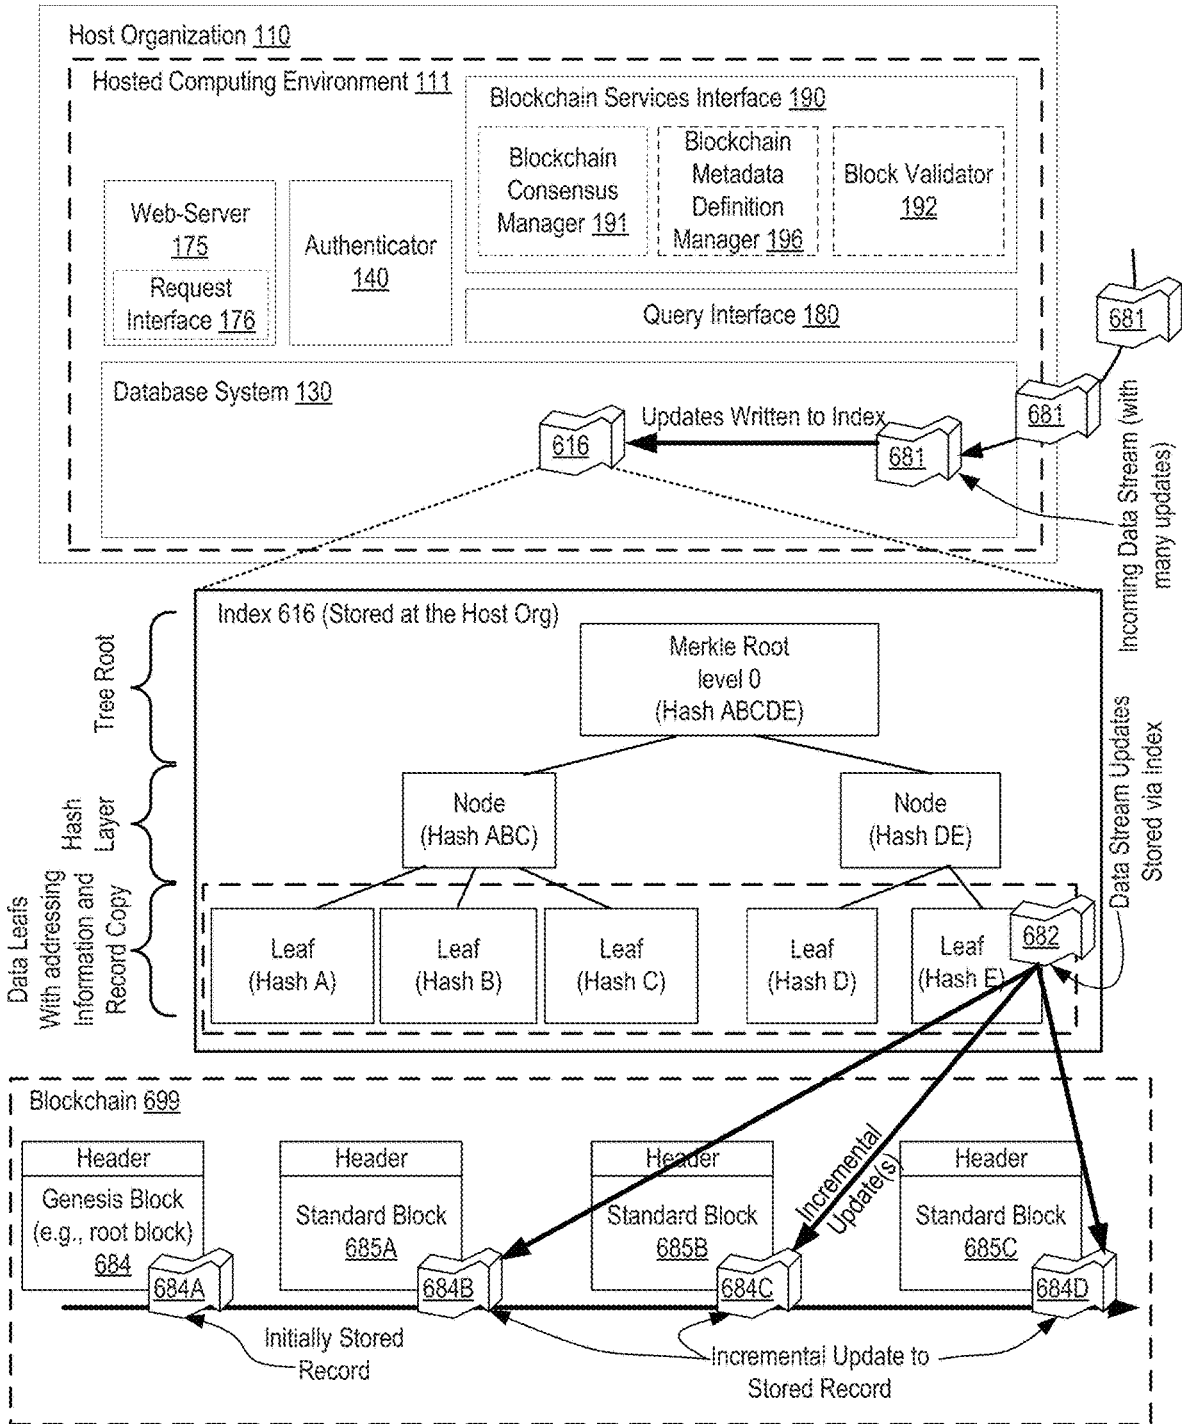 Host Organization 110
Hosted Computing Environment 111
Blockchain Services Interface 190
Blockchain
Consensus
Manager 191
Blockchain
Metadata
Definition
Manager 196
Block Validator
192
Web-Server
175
Request
Interface 176
Authenticator
140
Query Interface 180
681
681
Database System 130
Updates Written to Index
616
681
Incoming Data Stream (with
many updates)
Index 616 (Stored at the Host Org)
Tree Root
Merkle Root
level 0
(Hash ABCDE)
Hash
Layer
Node
(Hash ABC)
Node
(Hash DE)
Data Stream Updates
Stored via Index
Data Leafs
With addressing
Information and
Record Copy
Leaf
(Hash A)
Leaf
(Hash B)
Leaf
(Hash C)
Leaf
(Hash D)
Leaf
(Hash E)
682
Blockchain 699
Header
Genesis Block
(e.g., root block)
684
684A
Header
Standard Block
685A
684B
Header
Standard Block
685B
684C
Incremental
Update(s)
Header
Standard Block
685C
684D
Initially Stored
Record
Incremental Update to
Stored Record